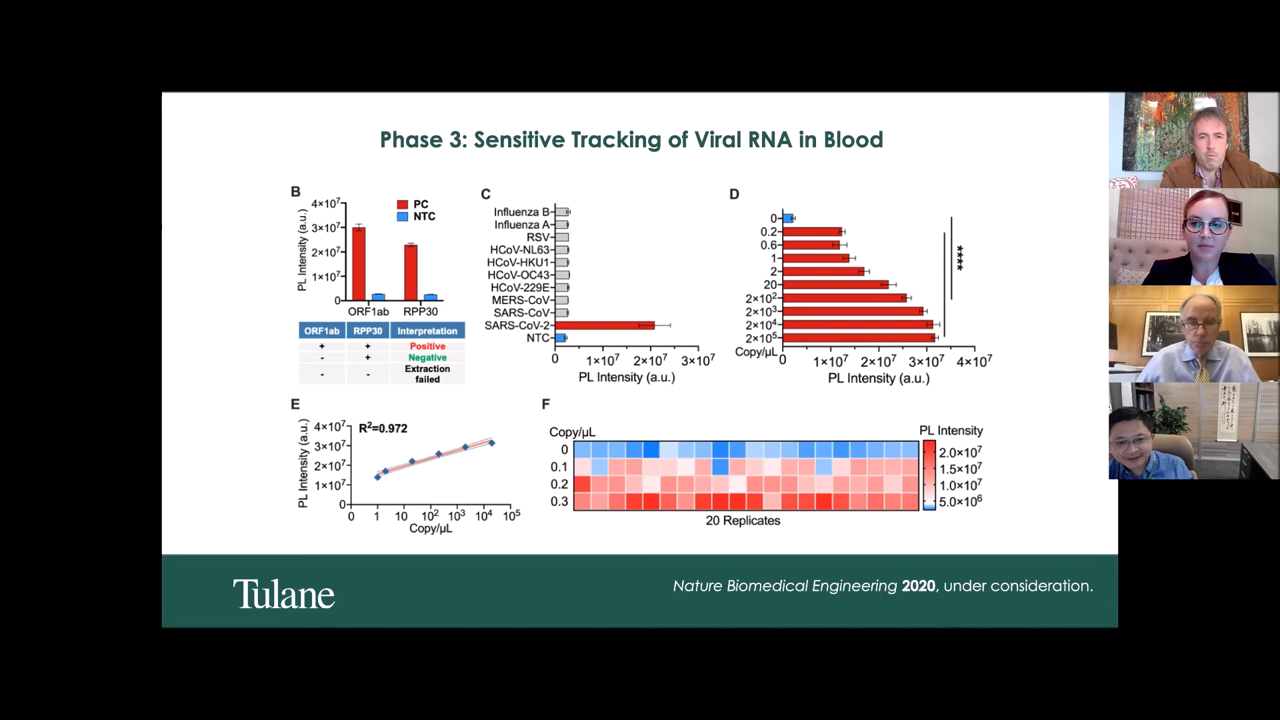 Phase 3: Sensitive Tracking of Viral RNA in Blood
B
PL Intensity (a.u.)
4×10⁷
3×10⁷
2×10⁷
1×10⁷
0
PC
NTC
ORF1ab RPP30
ORF1ab RPP30 Interpretation
+ + Positive
- + Negative
- - Extraction
failed
C
Influenza B
Influenza A
RSV
HCoV-NL63
HCoV-HKU1
HCoV-OC43
HCoV-229E
MERS-CoV
SARS-CoV
SARS-CoV-2
NTC
0 1×10⁷ 2×10⁷ 3×10⁷
PL Intensity (a.u.)
D
0
0.2
0.6
1
2
20
2×10²
2×10³
2×10⁴
2×10⁵
Copy/µL
0 1×10⁷ 2×10⁷ 3×10⁷ 4×10⁷
PL Intensity (a.u.)
****
E
PL Intensity (a.u.)
4×10⁷
3×10⁷
2×10⁷
1×10⁷
0
R²=0.972
0 1 10 10² 10³ 10⁴ 10⁵
Copy/µL
F
Copy/µL
0
0.1
0.2
0.3
20 Replicates
PL Intensity
2.0×10⁷
1.5×10⁷
1.0×10⁷
5.0×10⁶
Tulane
Nature Biomedical Engineering 2020, under consideration.